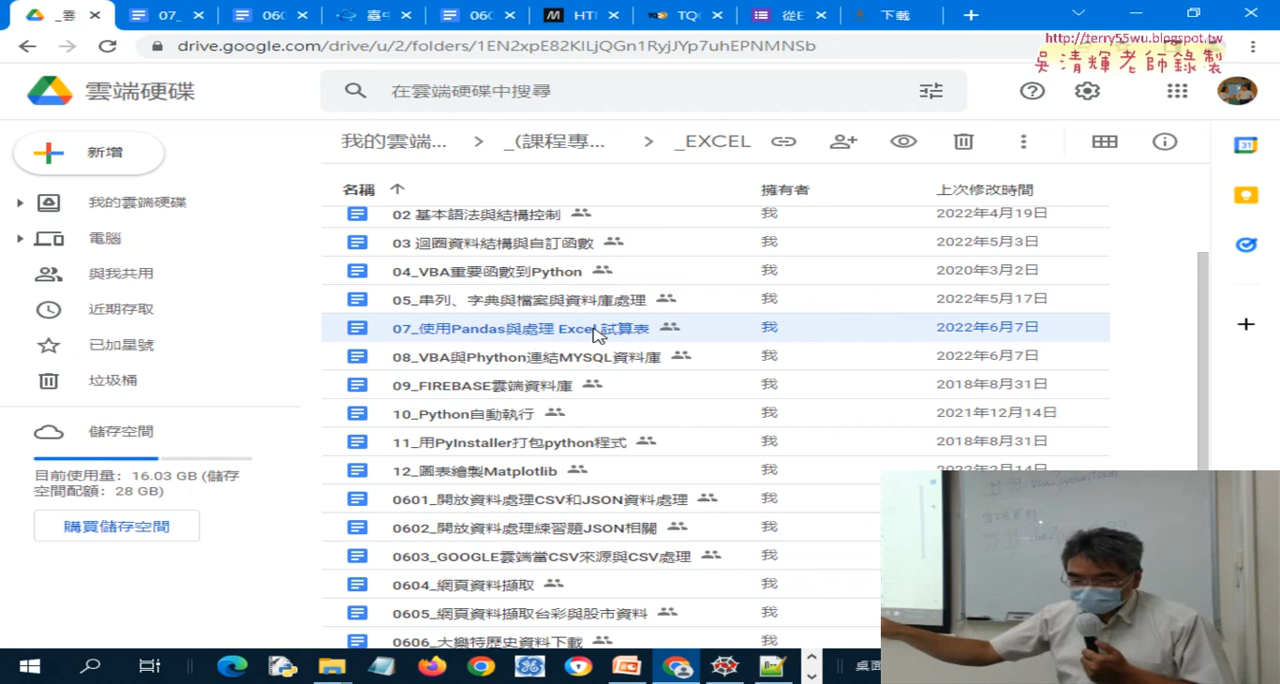 _雲
07_
060
臺中
060
HTI
TQC
從E
下載
drive.google.com/drive/u/2/folders/1EN2xpE82KILjQGn1RyjJYp7uhEPNMNSb
http://terry55wu.blogspot.tw
吳清輝老師錄製
雲端硬碟
在雲端硬碟中搜尋
新增
我的雲端... > _(課程專... > _EXCEL
31
名稱
擁有者
上次修改時間
我的雲端硬碟
電腦
與我共用
近期存取
已加星號
垃圾桶
儲存空間
目前使用量：16.03 GB (儲存
空間配額：28 GB)
購買儲存空間
02 基本語法與結構控制 我 2022年4月19日
03 迴圈資料結構與自訂函數 我 2022年5月3日
04_VBA重要函數到Python 我 2020年3月2日
05_串列、字典與檔案與資料庫處理 我 2022年5月17日
07_使用Pandas與處理 Excel 試算表 我 2022年6月7日
08_VBA與Phython連結MYSQL資料庫 我 2022年6月7日
09_FIREBASE雲端資料庫 我 2018年8月31日
10_Python自動執行 我 2021年12月14日
11_用PyInstaller打包python程式 我 2018年8月31日
12_圖表繪製Matplotlib 我 2022年2月14日
0601_開放資料處理CSV和JSON資料處理 我
0602_開放資料處理練習題JSON相關 我
0603_GOOGLE雲端當CSV來源與CSV處理 我
0604_網頁資料擷取 我
0605_網頁資料擷取台彩與股市資料 我
0606_大樂特歷史資料下載 我
桌面